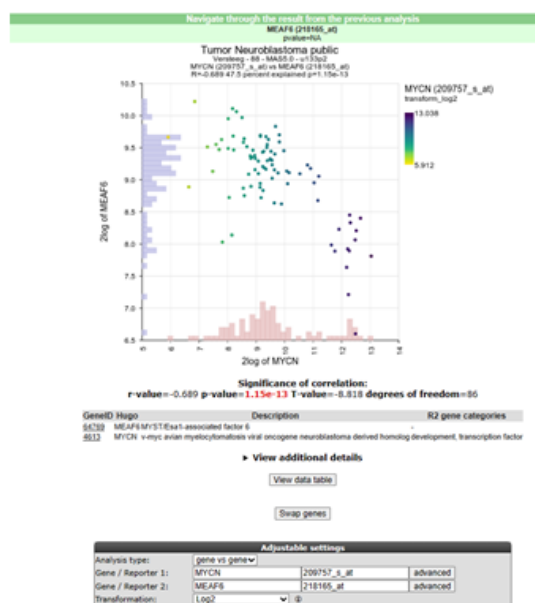 Navigate through the result from the previous analysis
MEAF6 (218165_at)
pvalue=NA
Tumor Neuroblastoma public
Versteeg - 88 - MAS5.0 - u133p2
MYCN (209757_s_at) vs MEAF6 (218165_at)
R=-0.689 47.5 percent explained p=1.15e-13
MYCN (209757_s_at)
transform_log2
13.038
5.912
2log of MEAF6
10.5
10.0
9.5
9.0
8.5
8.0
7.5
7.0
6.5
5 6 7 8 9 10 11 12 13 14
2log of MYCN
Significance of correlation:
r-value=-0.689 p-value=1.15e-13 T-value=-8.818 degrees of freedom=86
GeneID Hugo Description R2 gene categories
64769 MEAF6 MYST/Esa1-associated factor 6 -
4613 MYCN v-myc avian myelocytomatosis viral oncogene neuroblastoma derived homolog development, transcription factor
▸ View additional details
View data table
Swap genes
Adjustable settings
Analysis type: gene vs gene
Gene / Reporter 1: MYCN 209757_s_at advanced
Gene / Reporter 2: MEAF6 218165_at advanced
Transformation: Log2